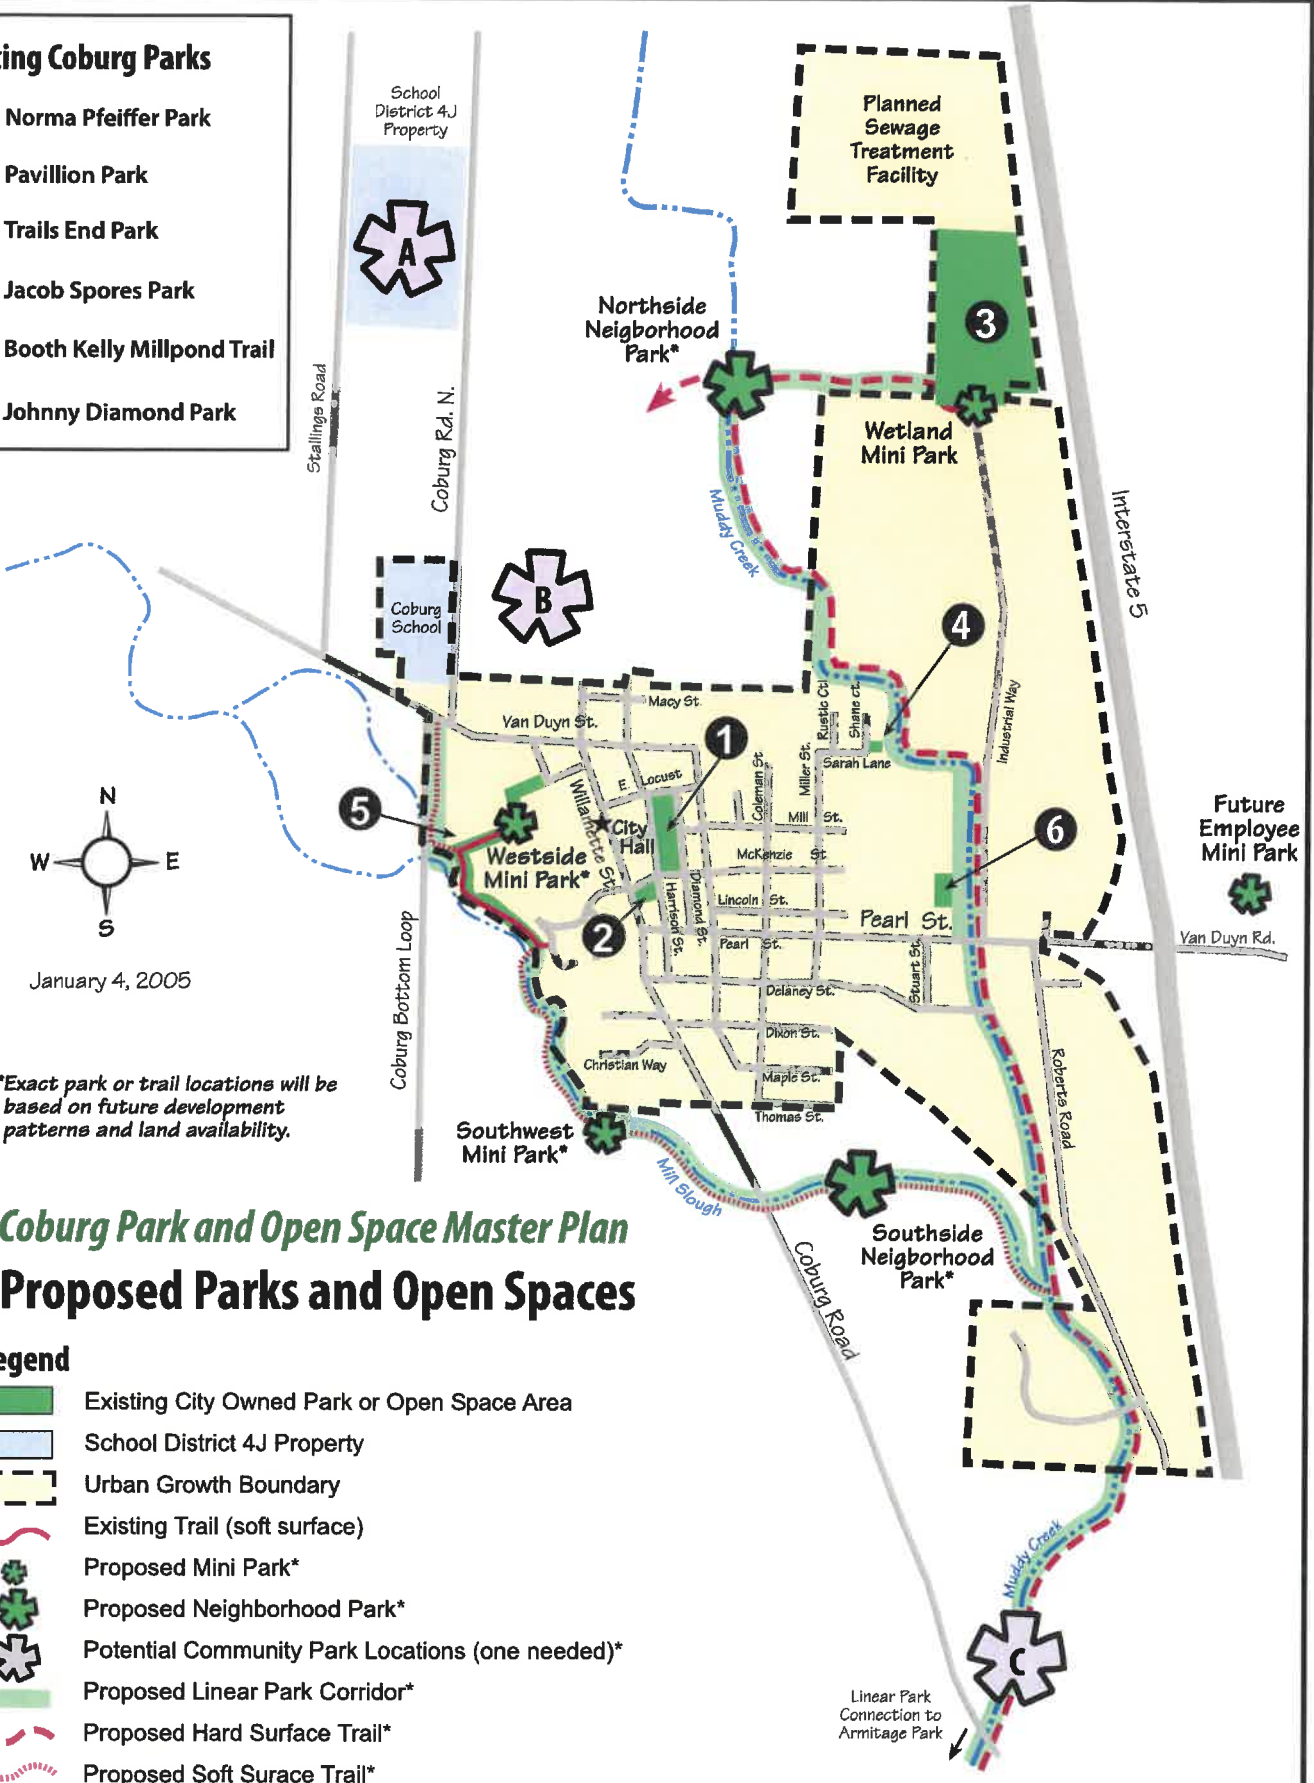 ting Coburg Parks
Norma Pfeiffer Park
Pavillion Park
Trails End Park
Jacob Spores Park
Booth Kelly Millpond Trail
Johnny Diamond Park
School
District 4J
Property
A
Planned
Sewage
Treatment
Facility
3
Northside
Neigborhood
Park*
Wetland
Mini Park
Stallings Road
Coburg Rd. N.
Muddy Creek
Interstate 5
Coburg
School
B
4
Industrial Way
Macy St.
Van Duyn St.
Rustic Ct.
Shane Ct.
1
Sarah Lane
Miller St.
Coleman St.
E. Locust
Willamette St.
City
Hall
Mill St.
5
Westside
Mini Park*
McKenzie St.
6
Future
Employee
Mini Park
N
W E
S
Harrison St.
Diamond St.
Lincoln St.
Pearl St.
2
Pearl St.
Van Duyn Rd.
January 4, 2005
Coburg Bottom Loop
Stuart St.
Delaney St.
Dixon St.
Christian Way
Maple St.
Thomas St.
Roberts Road
*Exact park or trail locations will be
based on future development
patterns and land availability.
Southwest
Mini Park*
Mill Slough
Southside
Neigborhood
Park*
Coburg Road
Coburg Park and Open Space Master Plan
Proposed Parks and Open Spaces
egend
Existing City Owned Park or Open Space Area
School District 4J Property
Urban Growth Boundary
Existing Trail (soft surface)
Proposed Mini Park*
Proposed Neighborhood Park*
Potential Community Park Locations (one needed)*
Proposed Linear Park Corridor*
Proposed Hard Surface Trail*
Proposed Soft Surace Trail*
Muddy Creek
C
Linear Park
Connection to
Armitage Park